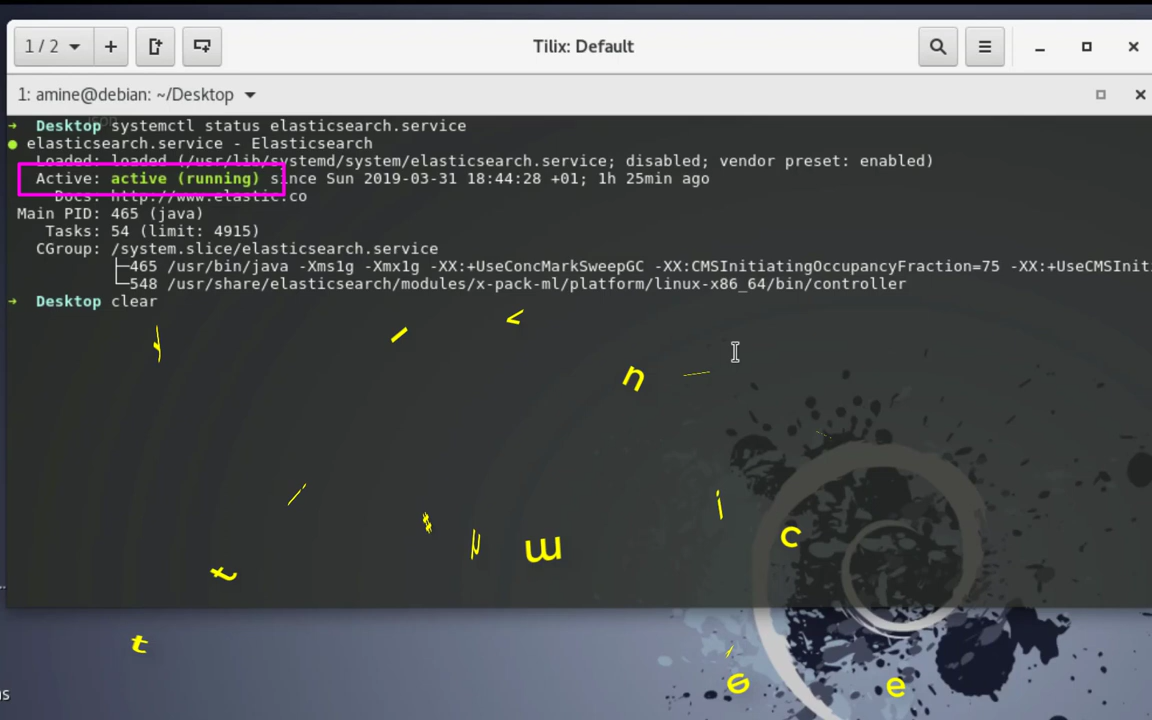 1 / 2
Tilix: Default
1: amine@debian: ~/Desktop
→ Desktop systemctl status elasticsearch.service
● elasticsearch.service - Elasticsearch
Loaded: loaded (/usr/lib/systemd/system/elasticsearch.service; disabled; vendor preset: enabled)
Active: active (running) since Sun 2019-03-31 18:44:28 +01; 1h 25min ago
Docs: http://www.elastic.co
Main PID: 465 (java)
Tasks: 54 (limit: 4915)
CGroup: /system.slice/elasticsearch.service
├─465 /usr/bin/java -Xms1g -Xmx1g -XX:+UseConcMarkSweepGC -XX:CMSInitiatingOccupancyFraction=75 -XX:+UseCMSIniti
└─548 /usr/share/elasticsearch/modules/x-pack-ml/platform/linux-x86_64/bin/controller
→ Desktop clear
n
i
c
t
t
s
e